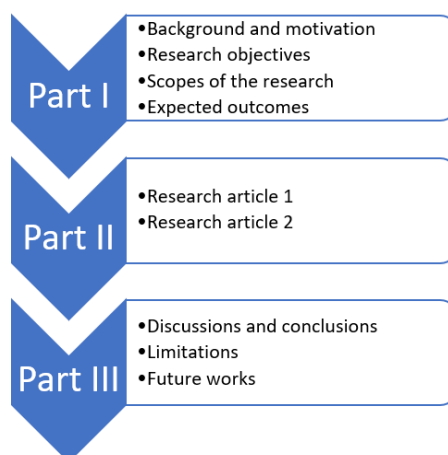 Part I
•Background and motivation
•Research objectives
•Scopes of the research
•Expected outcomes
Part II
•Research article 1
•Research article 2
Part III
•Discussions and conclusions
•Limitations
•Future works